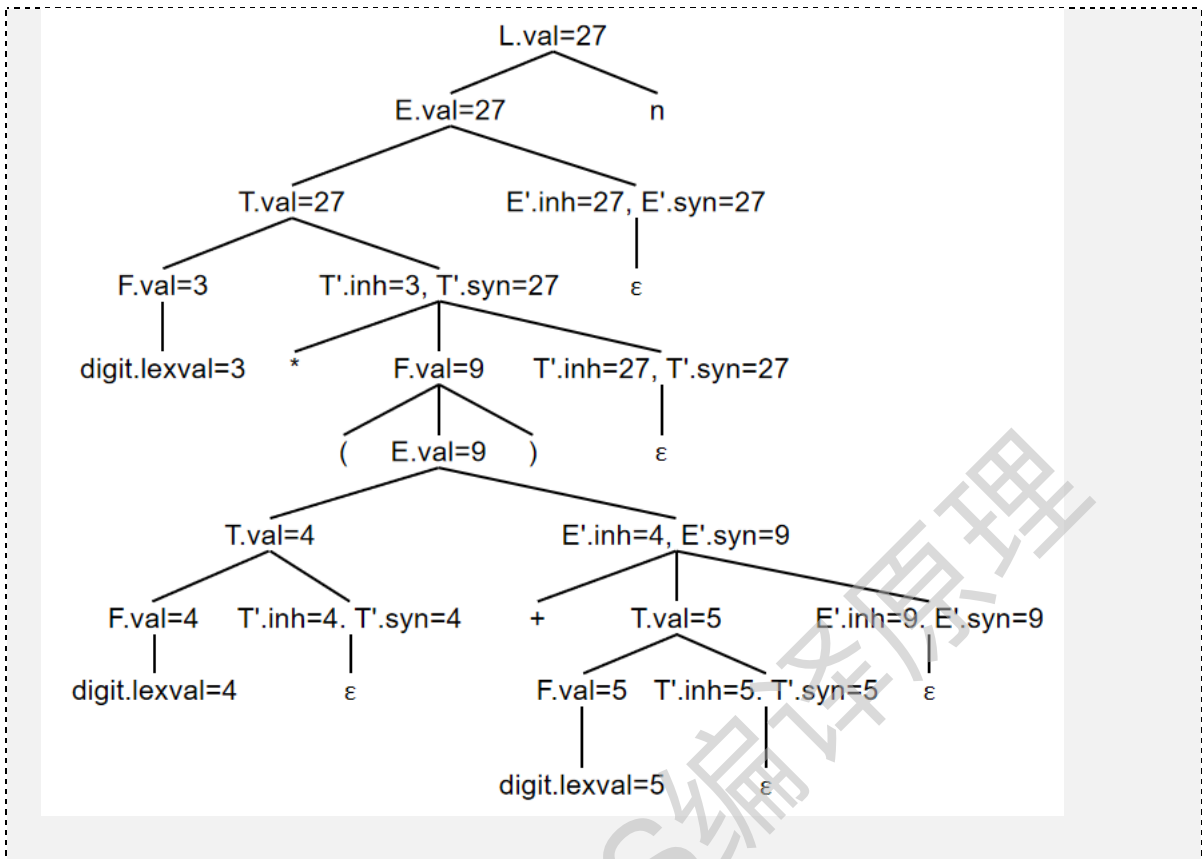 L.val=27
E.val=27 n
T.val=27 E'.inh=27, E'.syn=27
F.val=3 T'.inh=3, T'.syn=27 ε
digit.lexval=3 * F.val=9 T'.inh=27, T'.syn=27
( E.val=9 ) ε
T.val=4 E'.inh=4, E'.syn=9
F.val=4 T'.inh=4. T'.syn=4 + T.val=5 E'.inh=9. E'.syn=9
digit.lexval=4 ε F.val=5 T'.inh=5. T'.syn=5 ε
digit.lexval=5 ε
S编译原理